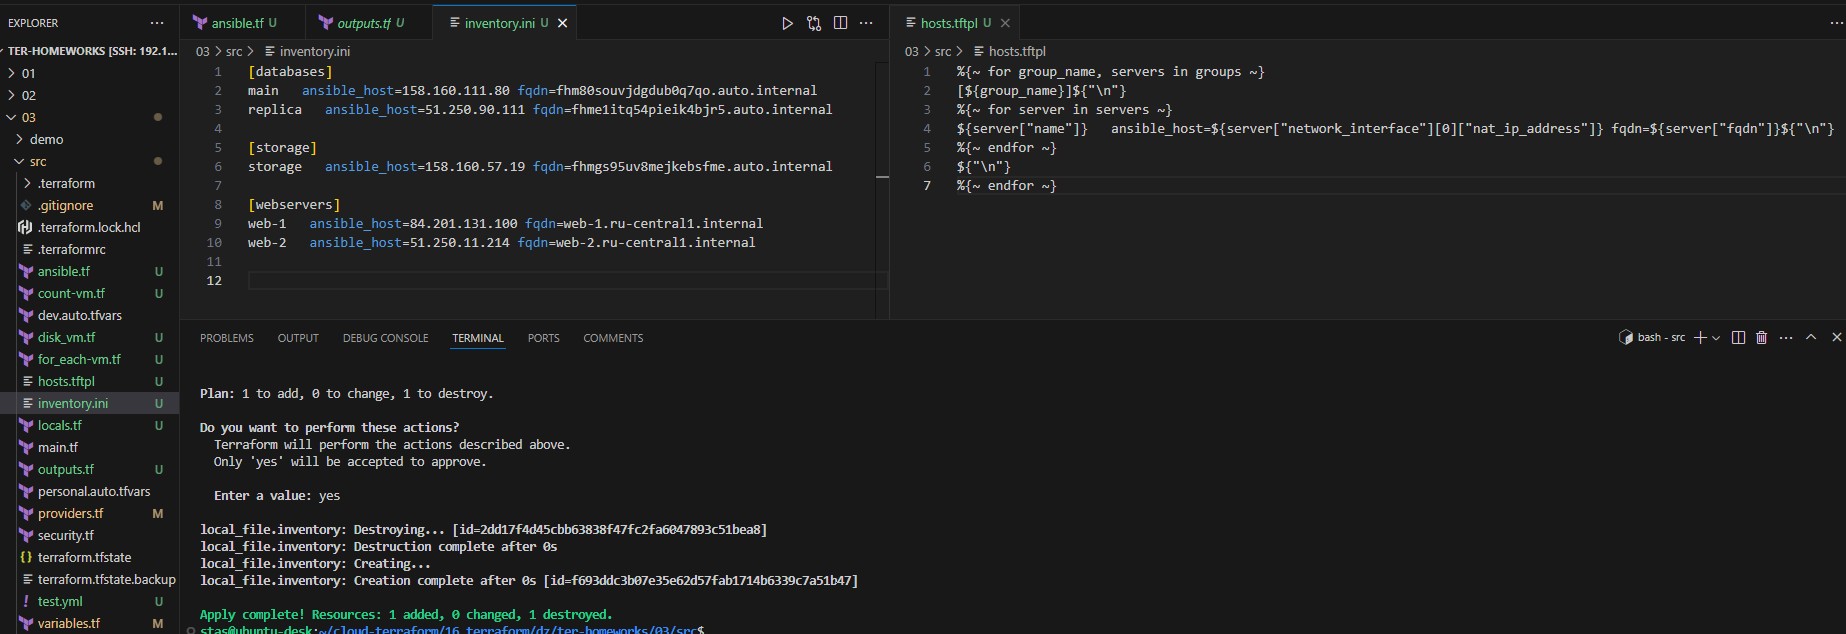 EXPLORER ...
TER-HOMEWORKS [SSH: 192.1...
01
02
03
demo
src
.terraform
.gitignore M
.terraform.lock.hcl
.terraformrc
ansible.tf U
count-vm.tf U
dev.auto.tfvars
disk_vm.tf U
for_each-vm.tf U
hosts.tftpl U
inventory.ini U
locals.tf U
main.tf
outputs.tf U
personal.auto.tfvars
providers.tf M
security.tf
terraform.tfstate
terraform.tfstate.backup
test.yml U
variables.tf M
ansible.tf U outputs.tf U inventory.ini U
03 > src > inventory.ini
1 [databases]
2 main   ansible_host=158.160.111.80 fqdn=fhm80souvjdgdub0q7qo.auto.internal
3 replica   ansible_host=51.250.90.111 fqdn=fhme1itq54pieik4bjr5.auto.internal
4
5 [storage]
6 storage   ansible_host=158.160.57.19 fqdn=fhmgs95uv8mejkebsfme.auto.internal
7
8 [webservers]
9 web-1   ansible_host=84.201.131.100 fqdn=web-1.ru-central1.internal
10 web-2   ansible_host=51.250.11.214 fqdn=web-2.ru-central1.internal
11
12
hosts.tftpl U
03 > src > hosts.tftpl
1 %{~ for group_name, servers in groups ~}
2 [${group_name}]${"\n"}
3 %{~ for server in servers ~}
4 ${server["name"]}   ansible_host=${server["network_interface"][0]["nat_ip_address"]} fqdn=${server["fqdn"]}${"\n"}
5 %{~ endfor ~}
6 ${"\n"}
7 %{~ endfor ~}
PROBLEMS OUTPUT DEBUG CONSOLE TERMINAL PORTS COMMENTS
bash - src
Plan: 1 to add, 0 to change, 1 to destroy.
Do you want to perform these actions?
Terraform will perform the actions described above.
Only 'yes' will be accepted to approve.
Enter a value: yes
local_file.inventory: Destroying... [id=2dd17f4d45cbb63838f47fc2fa6047893c51bea8]
local_file.inventory: Destruction complete after 0s
local_file.inventory: Creating...
local_file.inventory: Creation complete after 0s [id=f693ddc3b07e35e62d57fab1714b6339c7a51b47]
Apply complete! Resources: 1 added, 0 changed, 1 destroyed.
stas@ubuntu-desk:~/cloud-terraform/16_terraform/dz/ter-homeworks/03/src$